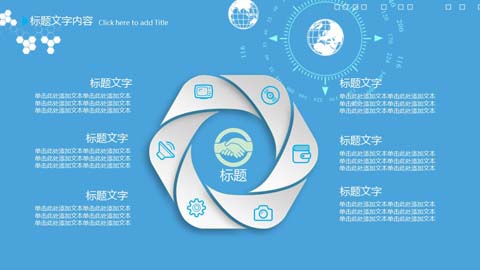 标题文字内容 Click here to add Title
标题文字
单击此处添加文本单击此处添加文本
单击此处添加文本单击此处添加文本
单击此处添加文本单击此处添加文本
标题文字
单击此处添加文本单击此处添加文本
单击此处添加文本单击此处添加文本
单击此处添加文本单击此处添加文本
标题文字
单击此处添加文本单击此处添加文本
单击此处添加文本单击此处添加文本
单击此处添加文本单击此处添加文本
标题
标题文字
单击此处添加文本单击此处添加文本
单击此处添加文本单击此处添加文本
单击此处添加文本单击此处添加文本
标题文字
单击此处添加文本单击此处添加文本
单击此处添加文本单击此处添加文本
单击此处添加文本单击此处添加文本
标题文字
单击此处添加文本单击此处添加文本
单击此处添加文本单击此处添加文本
单击此处添加文本单击此处添加文本
200